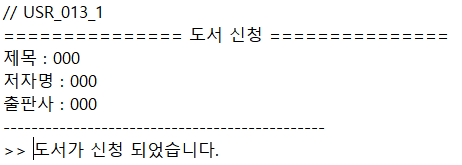 // USR_013_1
=============== 도서 신청 ===============
제목 : 000
저자명 : 000
출판사 : 000
----------------------------------------------
>> 도서가 신청 되었습니다.